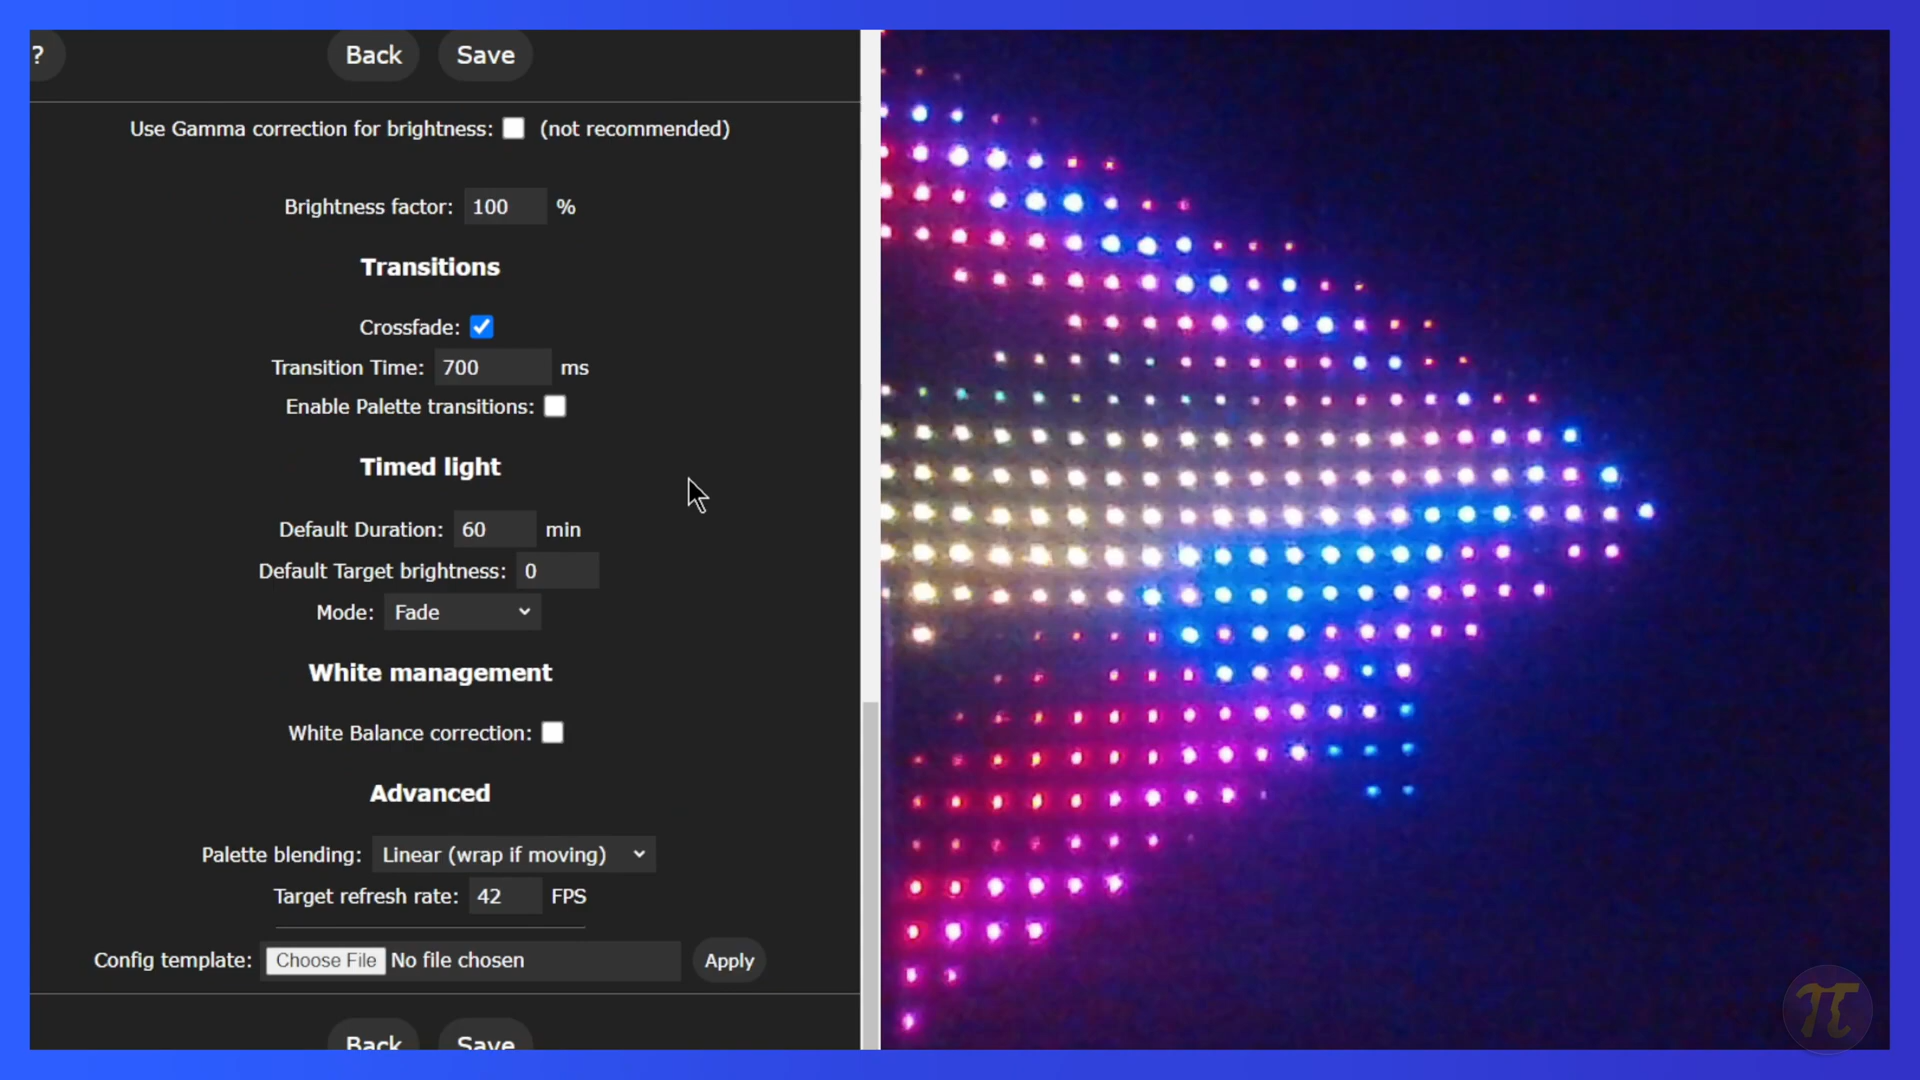 ?
Back
Save
Use Gamma correction for brightness: (not recommended)
Brightness factor: 100 %
Transitions
Crossfade:
Transition Time: 700 ms
Enable Palette transitions:
Timed light
Default Duration: 60 min
Default Target brightness: 0
Mode: Fade
White management
White Balance correction:
Advanced
Palette blending: Linear (wrap if moving)
Target refresh rate: 42 FPS
Config template: Choose File No file chosen Apply
Back
Save
π